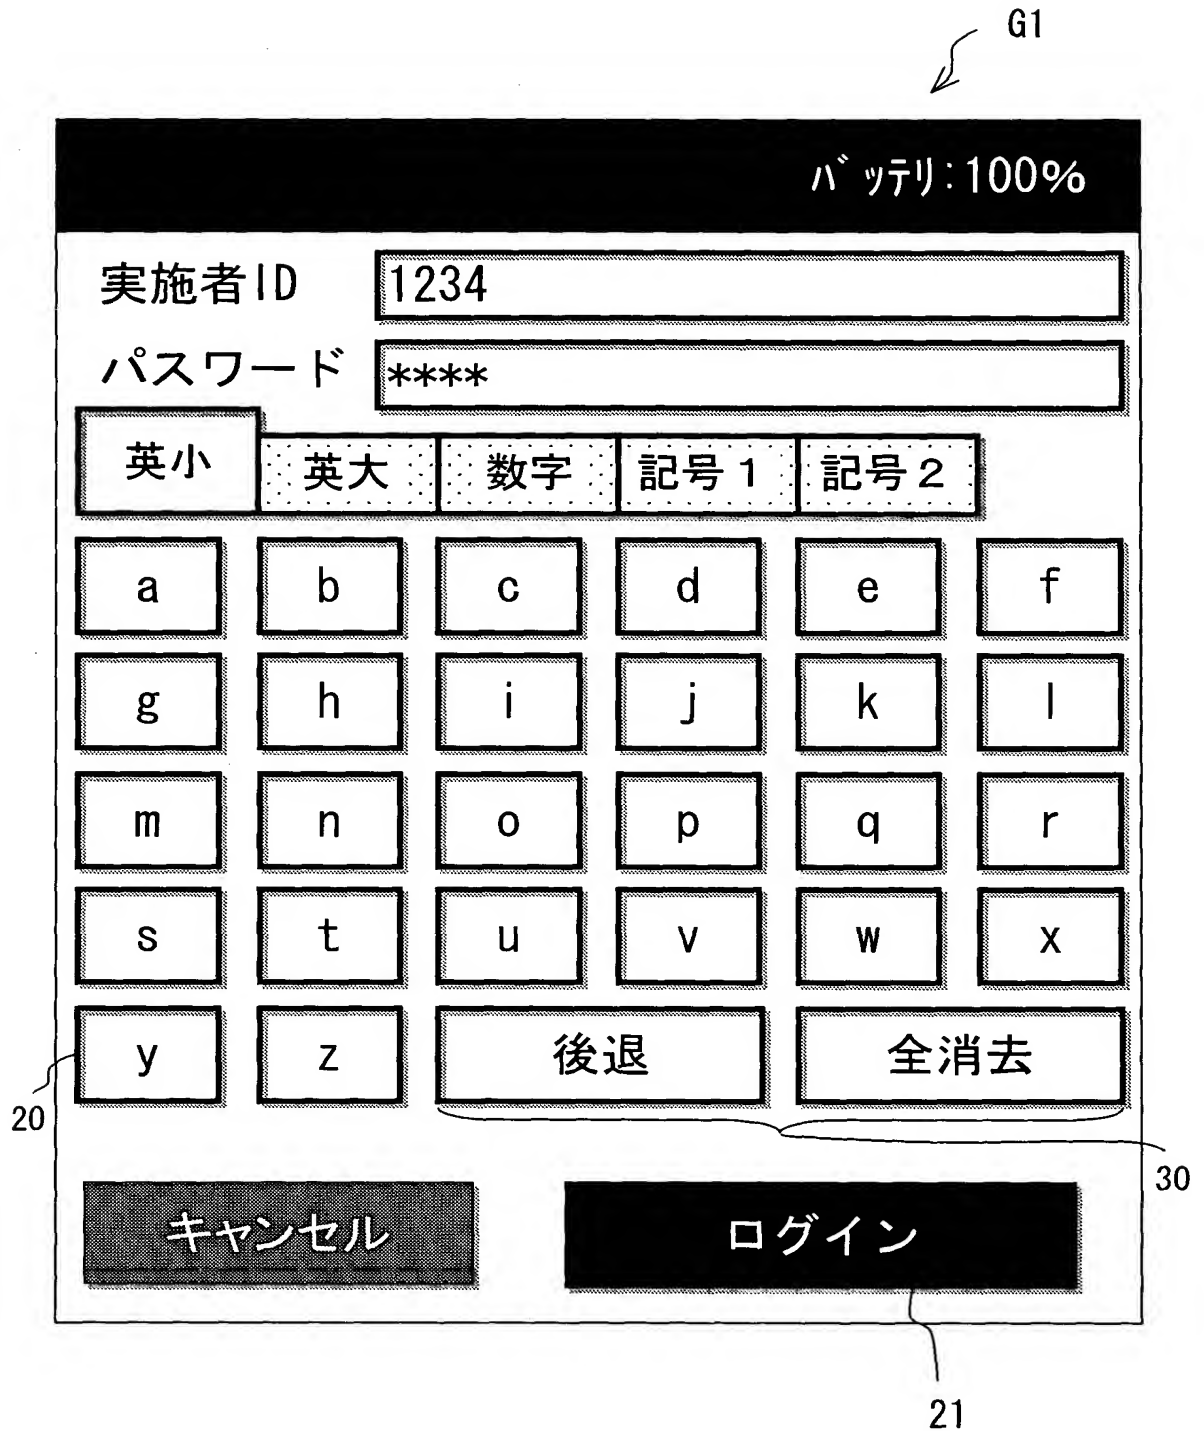 G1
バッテリ:100%
実施者ID 1234
パスワード ****
英小 英大 数字 記号1 記号2
a b c d e f
g h i j k l
m n o p q r
s t u v w x
y z 後退 全消去
20
30
キャンセル ログイン
21